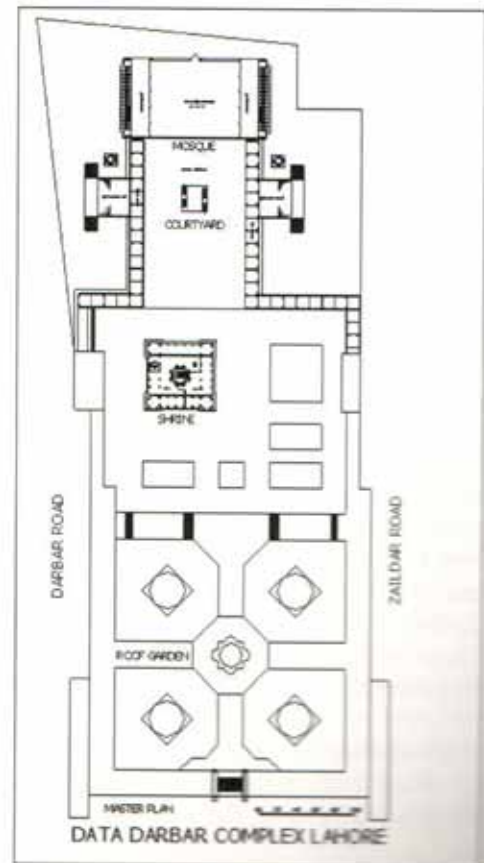 MOSQUE
COURTYARD
SHRINE
DARBAR ROAD
ZAILDAR ROAD
ROOF GARDEN
MASTER PLAN
DATA DARBAR COMPLEX LAHORE